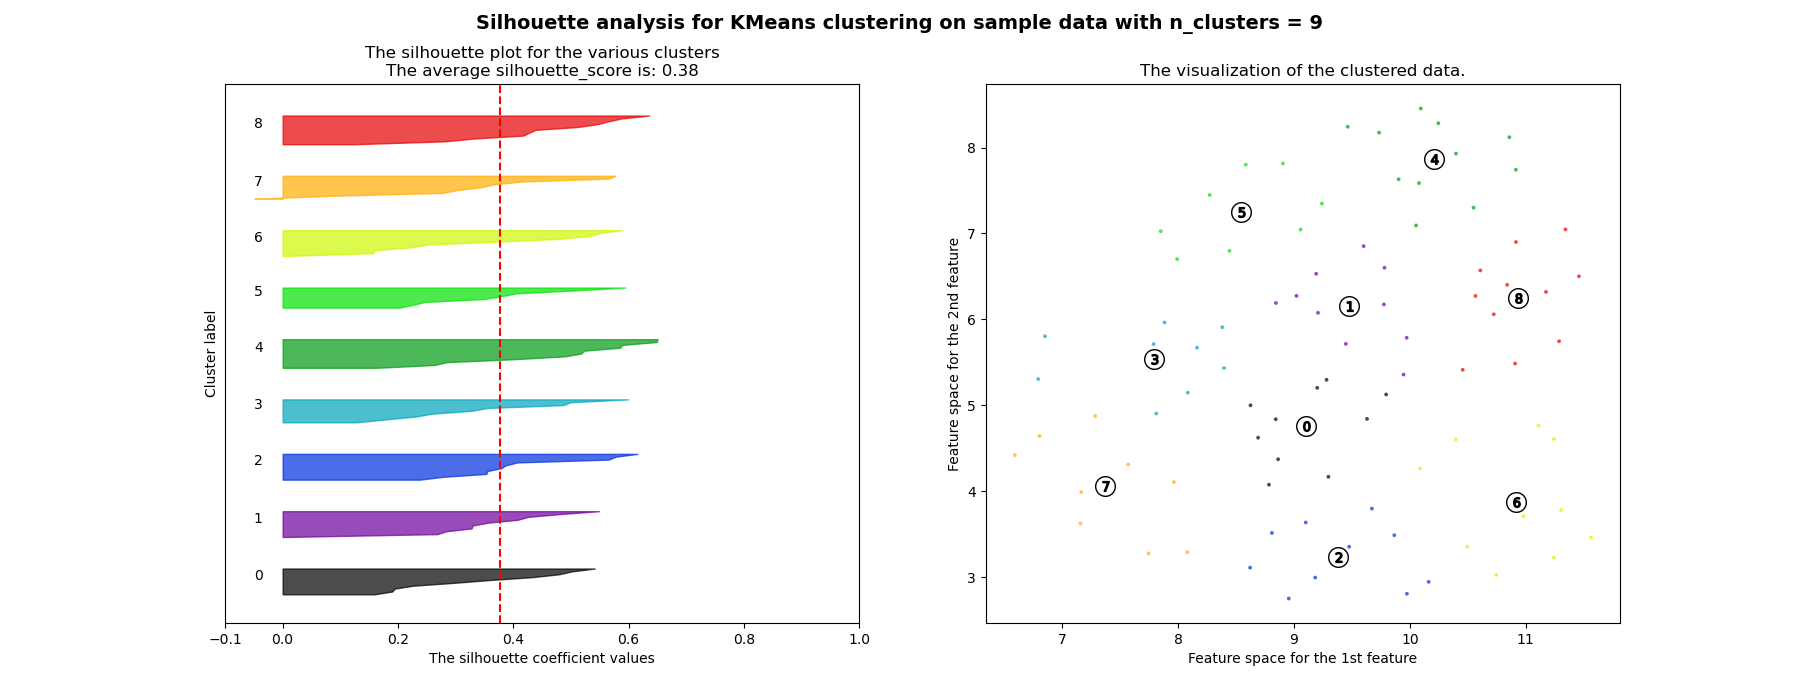 Silhouette analysis for KMeans clustering on sample data with n_clusters = 9
The silhouette plot for the various clusters
The average silhouette_score is: 0.38
Cluster label
8
7
6
5
4
3
2
1
0
−0.1 0.0 0.2 0.4 0.6 0.8 1.0
The silhouette coefficient values
The visualization of the clustered data.
Feature space for the 2nd feature
8
7
6
5
4
3
4
5
1
8
3
0
7
6
2
7 8 9 10 11
Feature space for the 1st feature